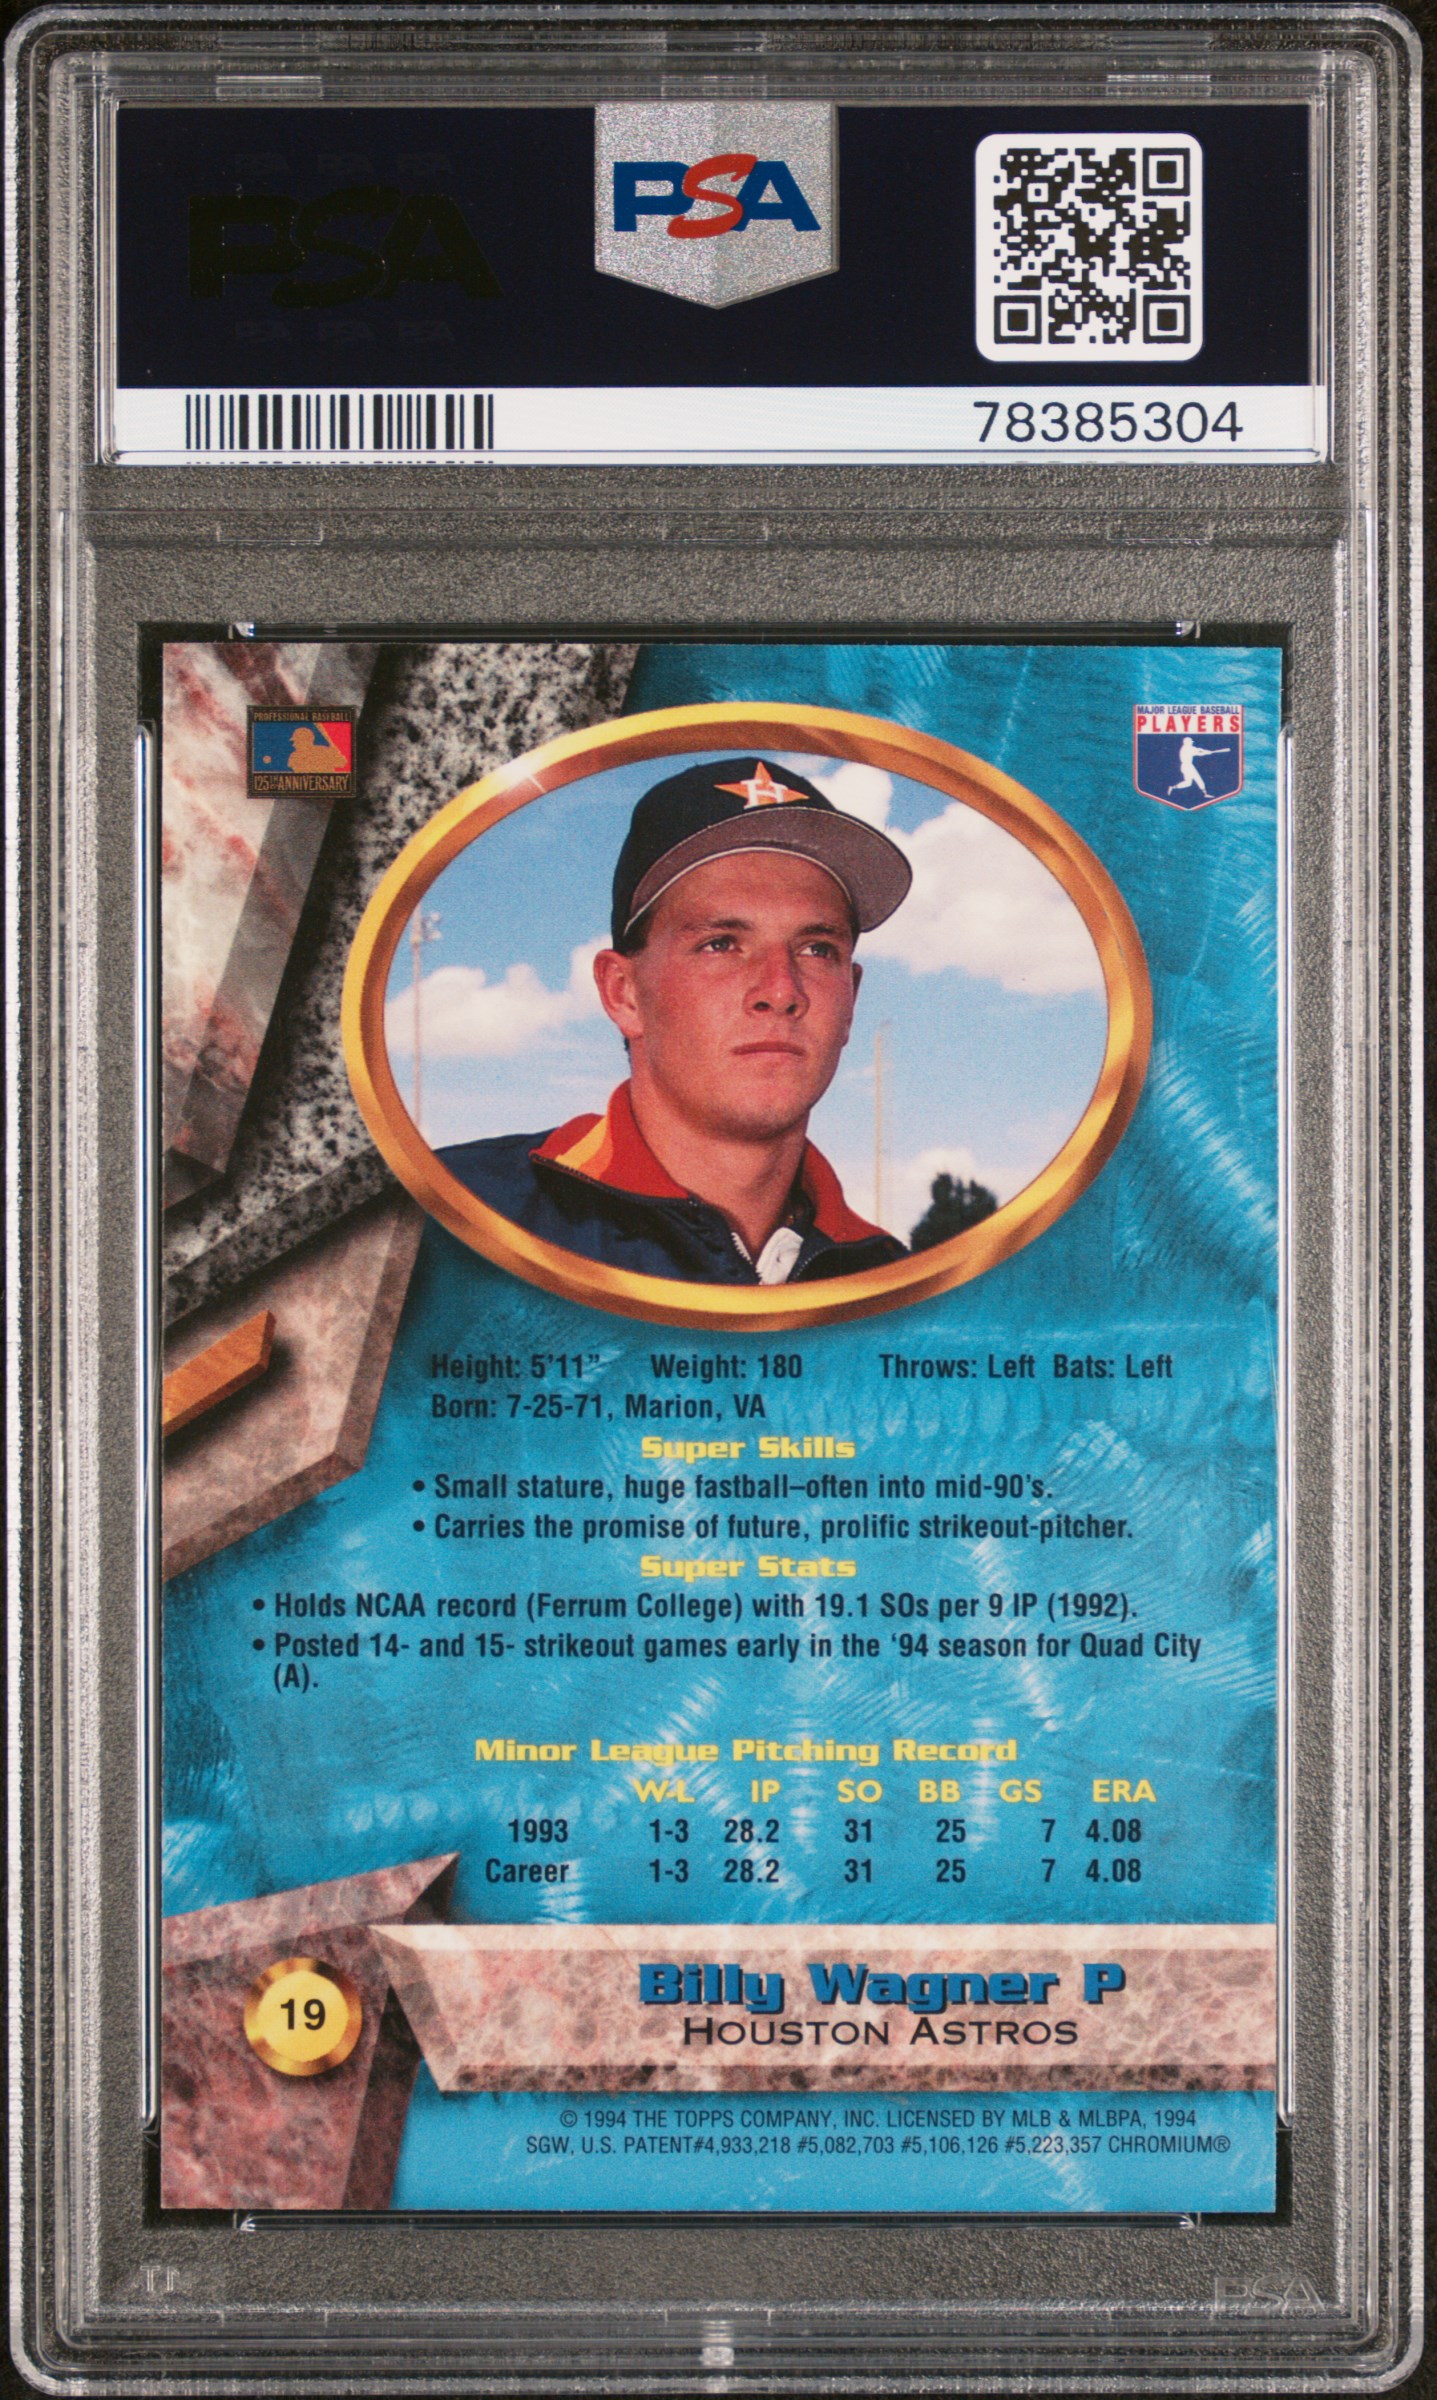 PSA
PSA
78385304
PROFESSIONAL BASEBALL
125TH ANNIVERSARY
MAJOR LEAGUE BASEBALL
PLAYERS
H
Height: 5'11” Weight: 180 Throws: Left Bats: Left
Born: 7-25-71, Marion, VA
Super Skills
• Small stature, huge fastball–often into mid-90's.
• Carries the promise of future, prolific strikeout-pitcher.
Super Stats
• Holds NCAA record (Ferrum College) with 19.1 SOs per 9 IP (1992).
• Posted 14- and 15- strikeout games early in the ‘94 season for Quad City
(A).
Minor League Pitching Record
W-L IP SO BB GS ERA
1993 1-3 28.2 31 25 7 4.08
Career 1-3 28.2 31 25 7 4.08
Billy Wagner P
19
HOUSTON ASTROS
© 1994 THE TOPPS COMPANY, INC. LICENSED BY MLB & MLBPA, 1994
SGW, U.S. PATENT#4,933,218 #5,082,703 #5,106,126 #5,223,357 CHROMIUM®
PSA